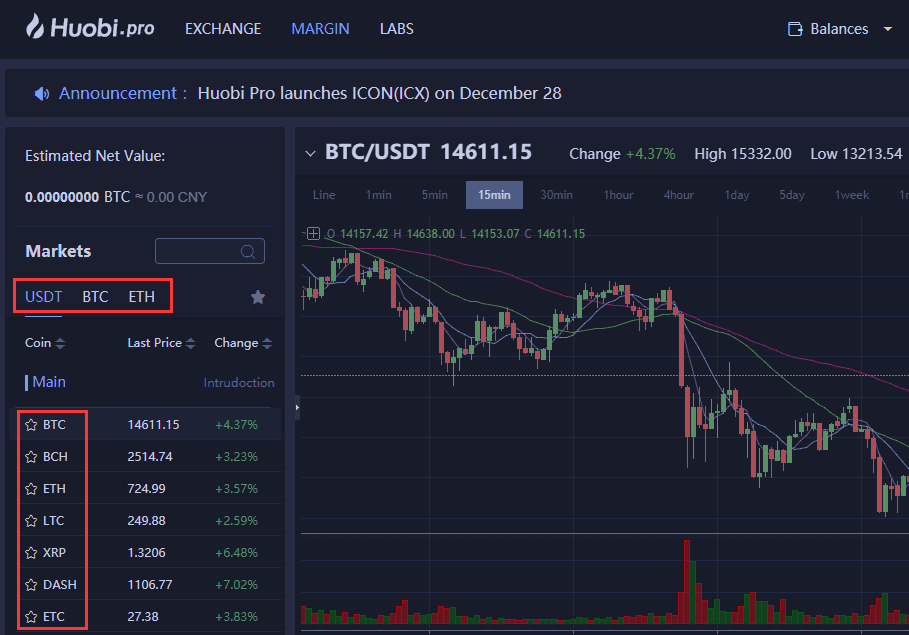 Huobi.pro EXCHANGE MARGIN LABS Balances
Announcement : Huobi Pro launches ICON(ICX) on December 28
Estimated Net Value:
0.00000000 BTC ≈ 0.00 CNY
Markets
USDT BTC ETH
Coin Last Price Change
Main Intruduction
BTC 14611.15 +4.37%
BCH 2514.74 +3.23%
ETH 724.99 +3.57%
LTC 249.88 +2.59%
XRP 1.3206 +6.48%
DASH 1106.77 +7.02%
ETC 27.38 +3.83%
BTC/USDT 14611.15 Change +4.37% High 15332.00 Low 13213.54
Line 1min 5min 15min 30min 1hour 4hour 1day 5day 1week
O 14157.42 H 14638.00 L 14153.07 C 14611.15